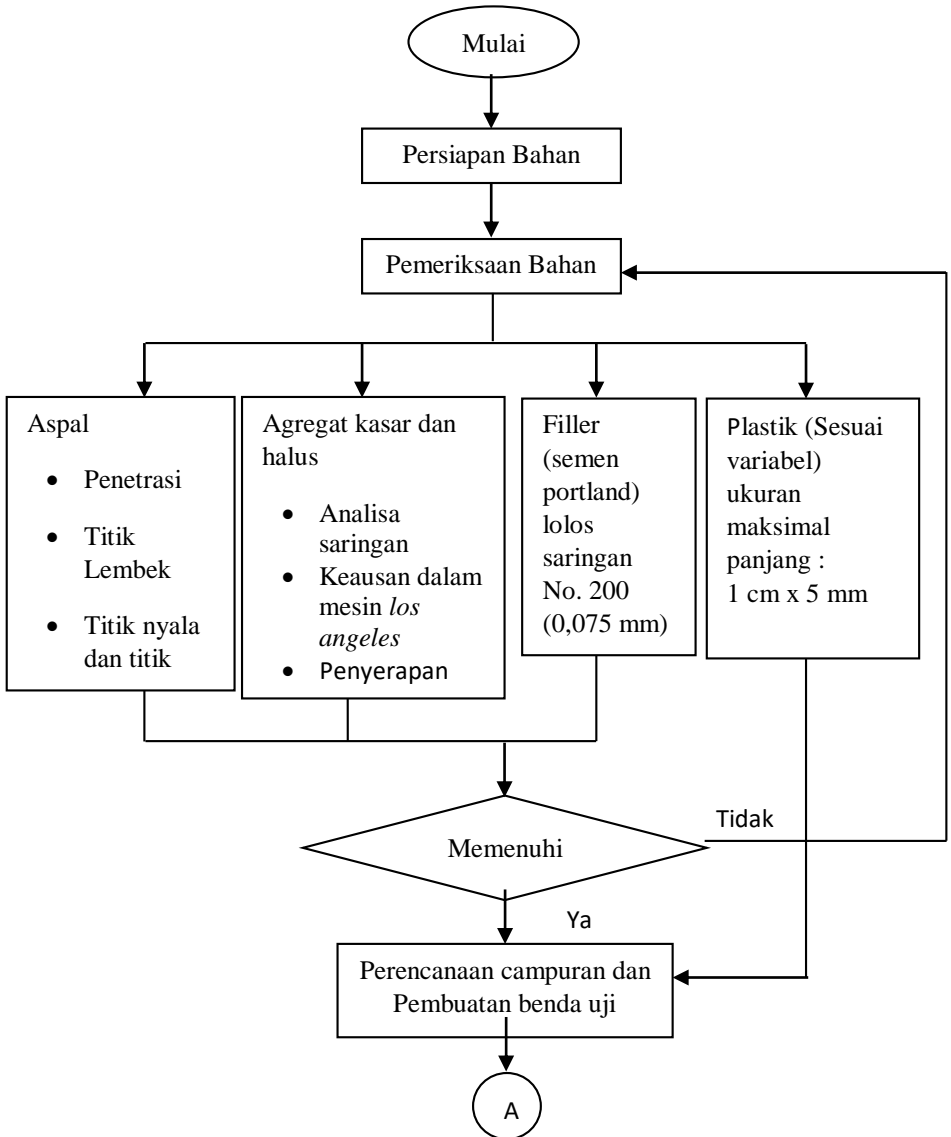 Mulai
Persiapan Bahan
Pemeriksaan Bahan
Aspal
• Penetrasi
• Titik
Lembek
• Titik nyala
dan titik
Agregat kasar dan
halus
• Analisa
saringan
• Keausan dalam
mesin los
angeles
• Penyerapan
Filler
(semen
portland)
lolos
saringan
No. 200
(0,075 mm)
Plastik (Sesuai
variabel)
ukuran
maksimal
panjang :
1 cm x 5 mm
Memenuhi
Tidak
Ya
Perencanaan campuran dan
Pembuatan benda uji
A